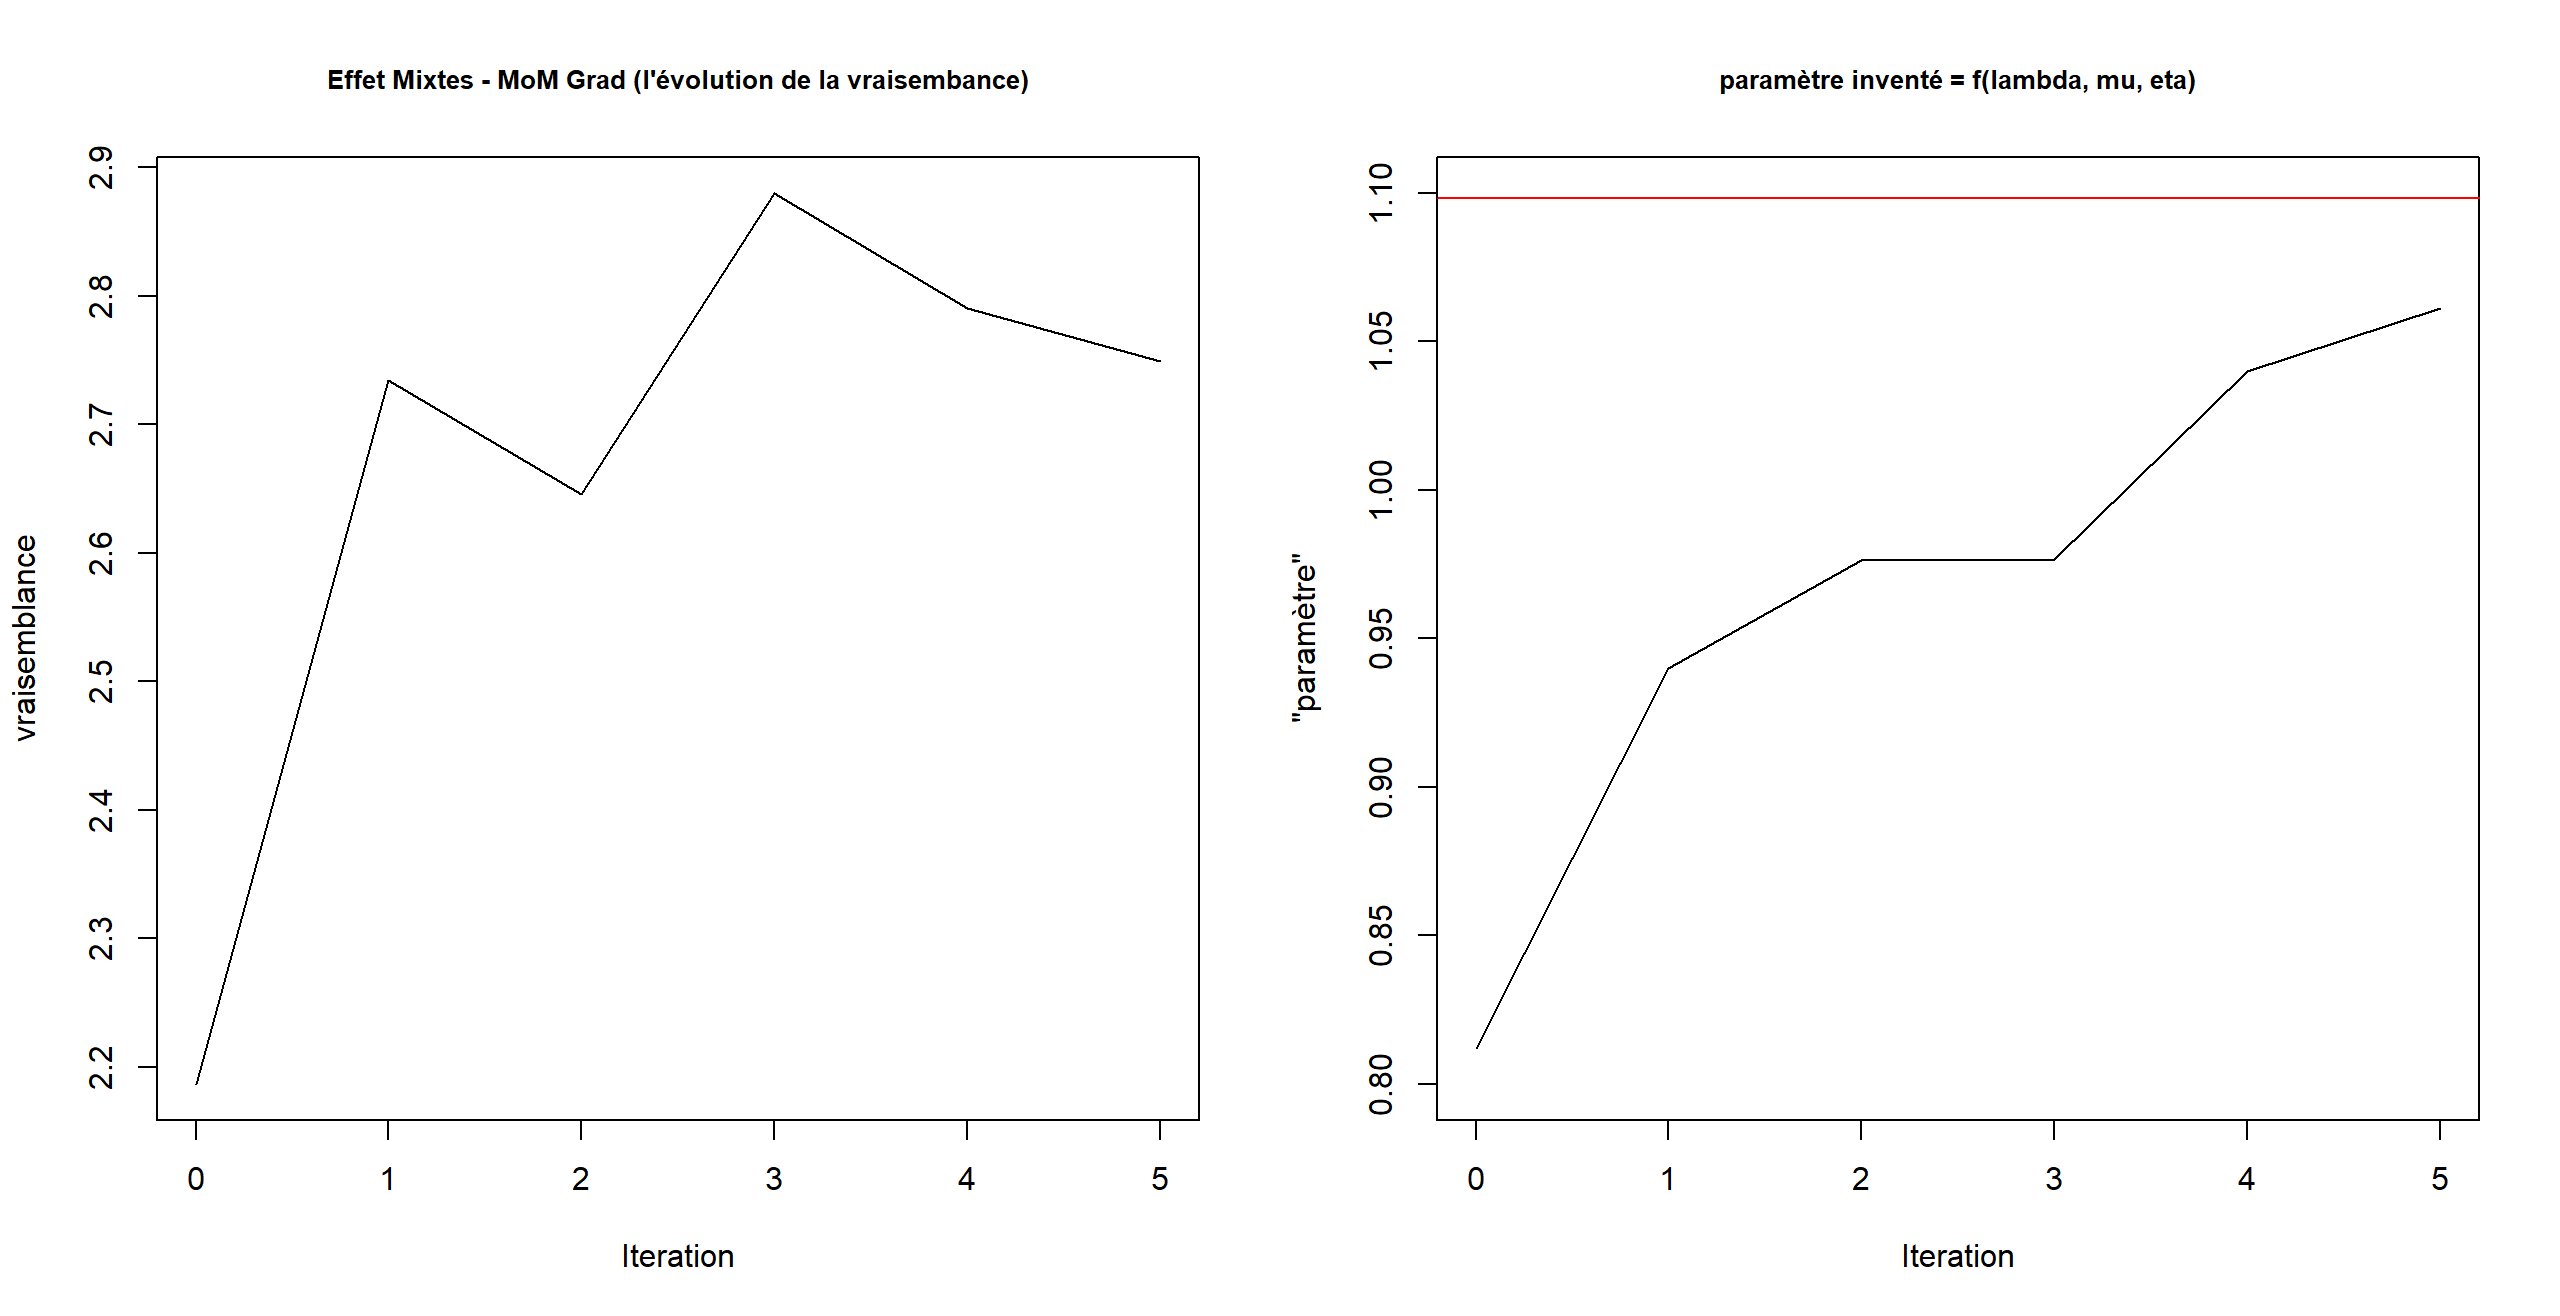 Effet Mixtes - MoM Grad (l'évolution de la vraisembance)
vraisemblance
2.9
2.8
2.7
2.6
2.5
2.4
2.3
2.2
0 1 2 3 4 5
Iteration
paramètre inventé = f(lambda, mu, eta)
"paramètre"
1.10
1.05
1.00
0.95
0.90
0.85
0.80
0 1 2 3 4 5
Iteration